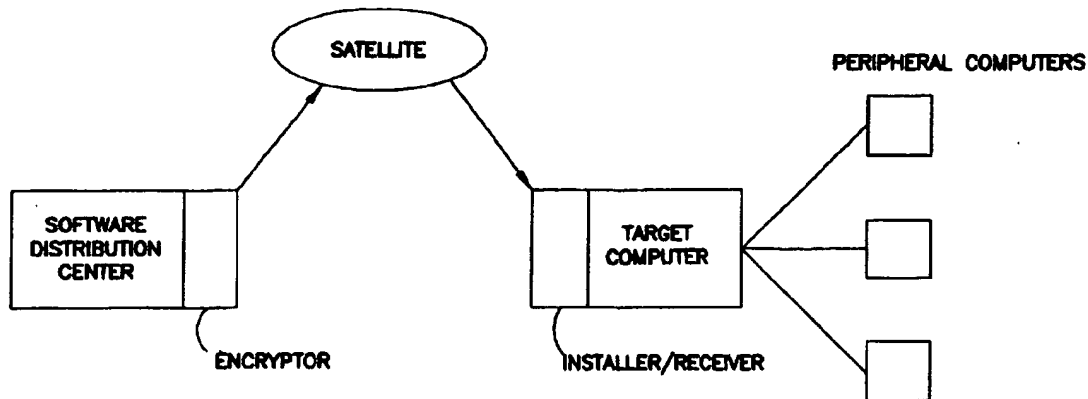 SATELLITE
PERIPHERAL COMPUTERS
SOFTWARE
DISTRIBUTION
CENTER
TARGET
COMPUTER
ENCRYPTOR
INSTALLER/RECEIVER